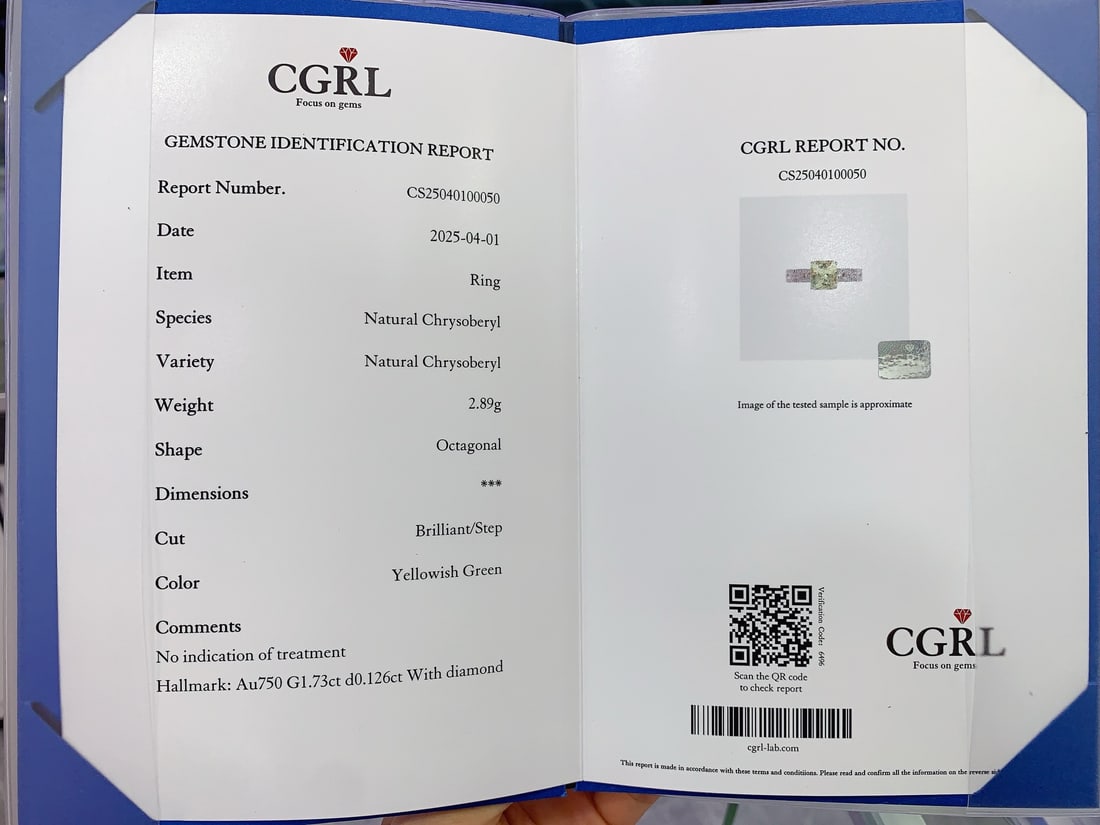 CGRL
Focus on gems
GEMSTONE IDENTIFICATION REPORT
Report Number. CS25040100050
Date 2025-04-01
Item Ring
Species Natural Chrysoberyl
Variety Natural Chrysoberyl
Weight 2.89g
Shape Octagonal
Dimensions ***
Cut Brilliant/Step
Color Yellowish Green
Comments
No indication of treatment
Hallmark: Au750 G1.73ct d0.126ct With diamond
CGRL REPORT NO.
CS25040100050
Image of the tested sample is approximate
Verification Code: 6496
Scan the QR code
to check report
CGRL
Focus on gems
cgrl-lab.com
This report is made in accordance with these terms and conditiions. Please read and confirm all the information on the reverse